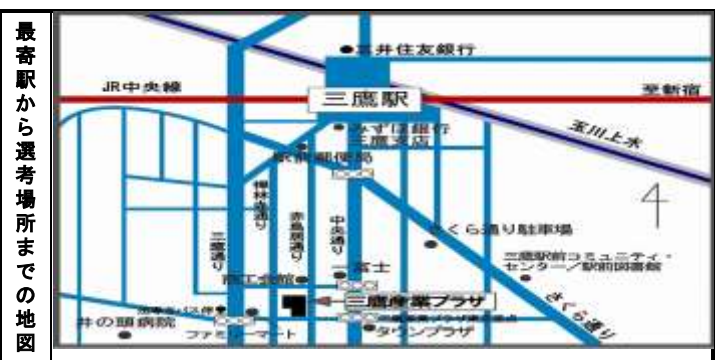 最寄駅から選考場所までの地図
三井住友銀行
JR中央線
三鷹駅
至新宿
みずほ銀行
三鷹支店
玉川上水
駅前郵便局
禅林寺通り
赤鳥居通り
中央通り
三鷹通り
さくら通り駐車場
三鷹駅前コミュニティ・
センター/駅前図書館
商工会館
富士
三鷹産業プラザ
さくら通り
井の頭病院
ファミリーマート
タウンプラザ